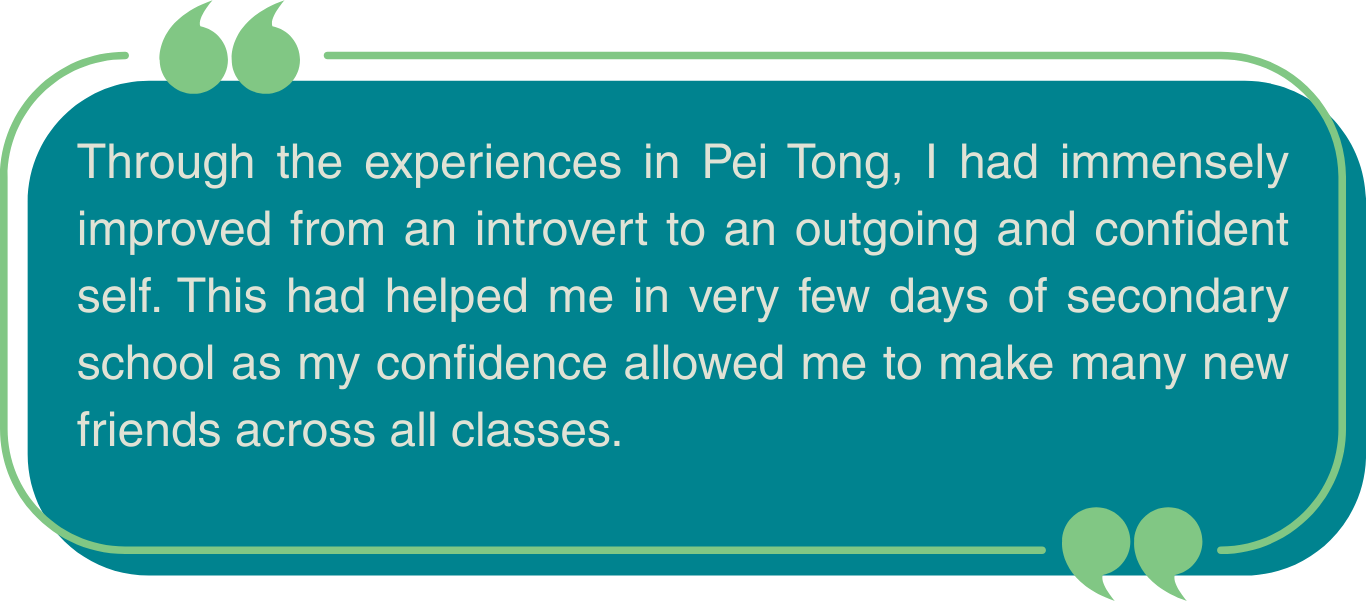 Through the experiences in Pei Tong, I had immensely
improved from an introvert to an outgoing and confident
self. This had helped me in very few days of secondary
school as my confidence allowed me to make many new
friends across all classes.